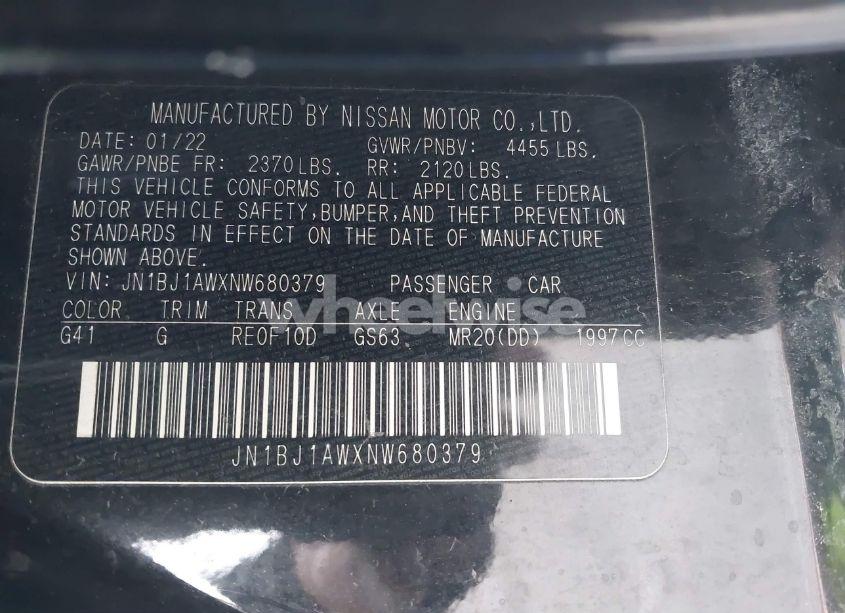 MANUFACTURED BY NISSAN MOTOR CO.,LTD.
DATE: 01/22 GVWR/PNBV: 4455 LBS.
GAWR/PNBE FR: 2370 LBS. RR: 2120 LBS.
THIS VEHICLE CONFORMS TO ALL APPLICABLE FEDERAL
MOTOR VEHICLE SAFETY,BUMPER,AND THEFT PREVENTION
STANDARDS IN EFFECT ON THE DATE OF MANUFACTURE
SHOWN ABOVE.
VIN: JN1BJ1AWXNW680379 PASSENGER CAR
COLOR TRIM TRANS AXLE ENGINE
wheelwise
G41 G RE0F10D GS63 MR20(DD) 1997CC
JN1BJ1AWXNW680379